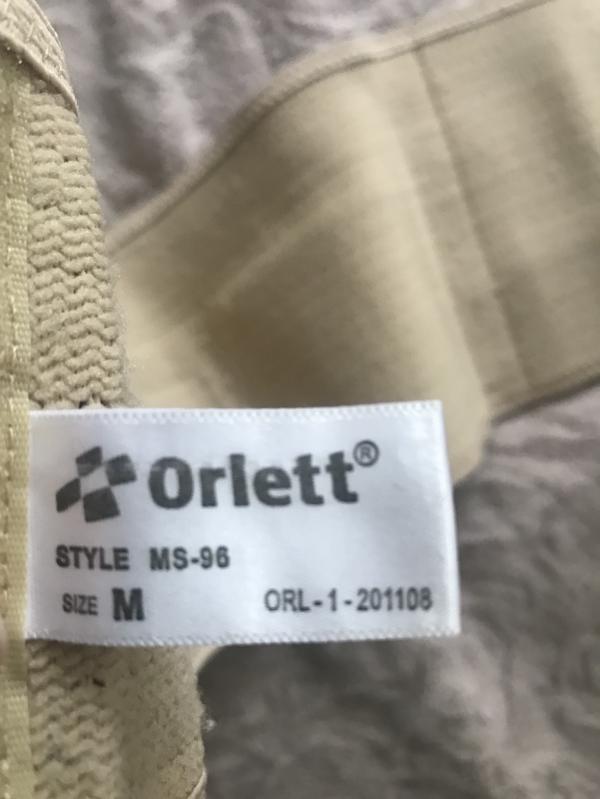 Orlett®
STYLE MS-96
SIZE M ORL-1-201108